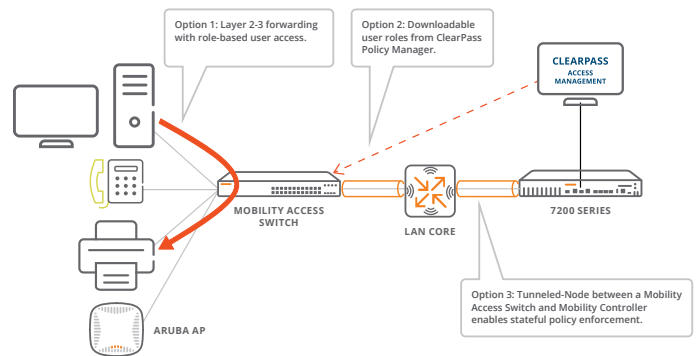 Option 1: Layer 2-3 forwarding
with role-based user access.
Option 2: Downloadable
user roles from ClearPass
Policy Manager.
CLEARPASS
ACCESS
MANAGEMENT
MOBILITY ACCESS
SWITCH
LAN CORE
7200 SERIES
ARUBA AP
Option 3: Tunneled-Node between a Mobility
Access Switch and Mobility Controller
enables stateful policy enforcement.